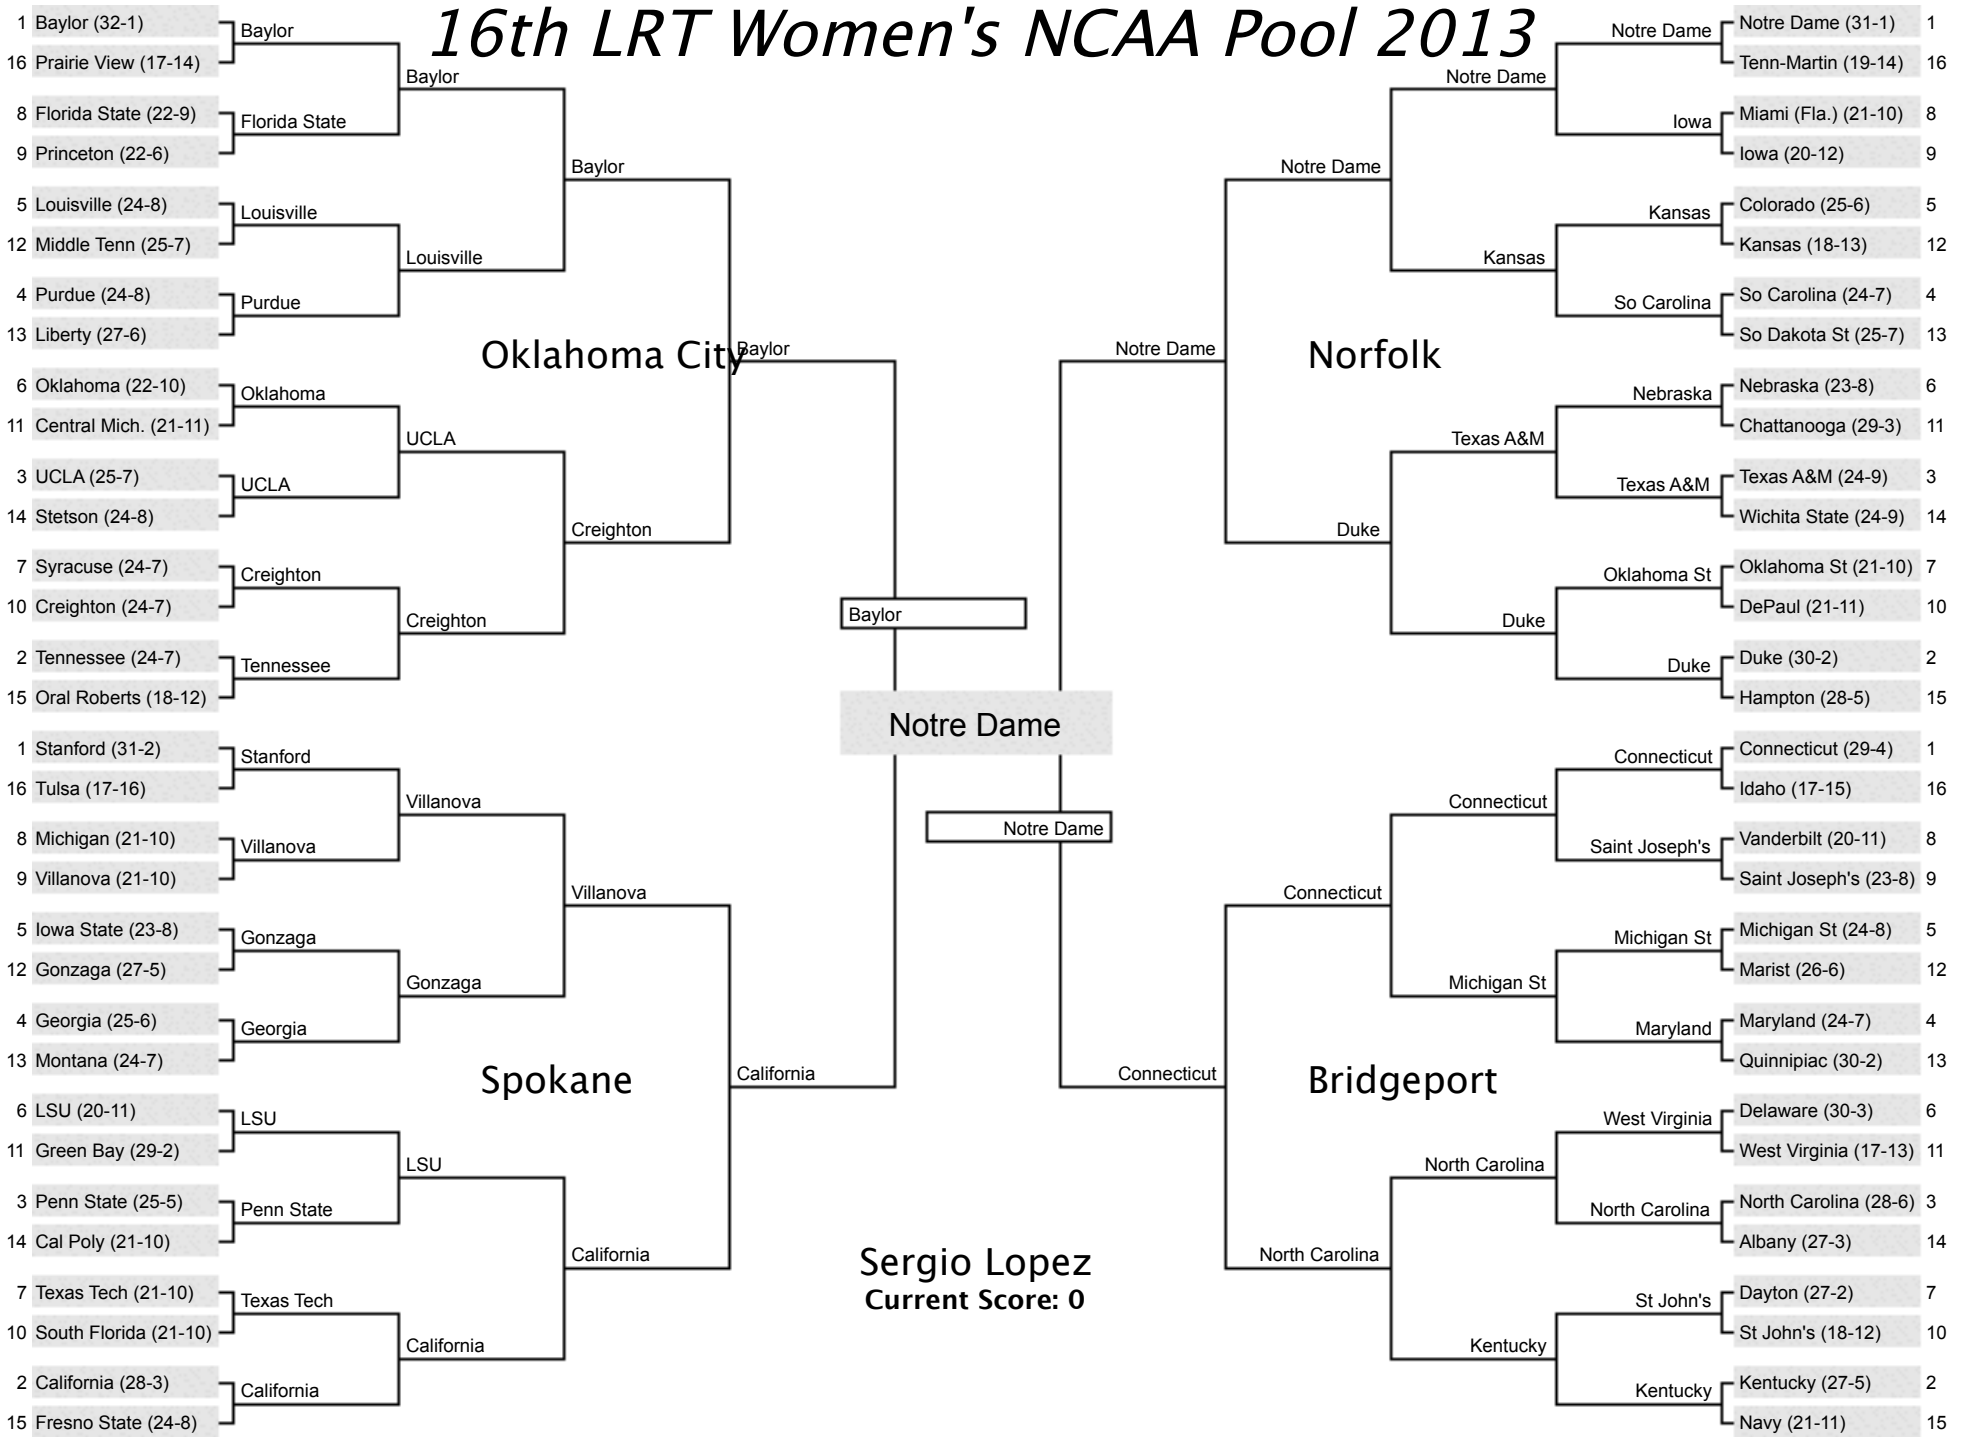 16th LRT Women's NCAA Pool 2013
1 Baylor (32-1)
16 Prairie View (17-14)
8 Florida State (22-9)
9 Princeton (22-6)
5 Louisville (24-8)
12 Middle Tenn (25-7)
4 Purdue (24-8)
13 Liberty (27-6)
6 Oklahoma (22-10)
11 Central Mich. (21-11)
3 UCLA (25-7)
14 Stetson (24-8)
7 Syracuse (24-7)
10 Creighton (24-7)
2 Tennessee (24-7)
15 Oral Roberts (18-12)
1 Stanford (31-2)
16 Tulsa (17-16)
8 Michigan (21-10)
9 Villanova (21-10)
5 Iowa State (23-8)
12 Gonzaga (27-5)
4 Georgia (25-6)
13 Montana (24-7)
6 LSU (20-11)
11 Green Bay (29-2)
3 Penn State (25-5)
14 Cal Poly (21-10)
7 Texas Tech (21-10)
10 South Florida (21-10)
2 California (28-3)
15 Fresno State (24-8)
Baylor
Florida State
Louisville
Purdue
Oklahoma
UCLA
Creighton
Tennessee
Stanford
Villanova
Gonzaga
Georgia
LSU
Penn State
Texas Tech
California
Baylor
Louisville
UCLA
Creighton
Villanova
Gonzaga
LSU
California
Baylor
Creighton
Villanova
California
Oklahoma City
Spokane
Baylor
California
Baylor
Notre Dame
Notre Dame
Sergio Lopez
Current Score: 0
Notre Dame
Connecticut
Norfolk
Bridgeport
Notre Dame
Duke
Connecticut
North Carolina
Notre Dame
Kansas
Texas A&M
Duke
Connecticut
Michigan St
North Carolina
Kentucky
Notre Dame
Iowa
Kansas
So Carolina
Nebraska
Texas A&M
Oklahoma St
Duke
Connecticut
Saint Joseph's
Michigan St
Maryland
West Virginia
North Carolina
St John's
Kentucky
Notre Dame (31-1) 1
Tenn-Martin (19-14) 16
Miami (Fla.) (21-10) 8
Iowa (20-12) 9
Colorado (25-6) 5
Kansas (18-13) 12
So Carolina (24-7) 4
So Dakota St (25-7) 13
Nebraska (23-8) 6
Chattanooga (29-3) 11
Texas A&M (24-9) 3
Wichita State (24-9) 14
Oklahoma St (21-10) 7
DePaul (21-11) 10
Duke (30-2) 2
Hampton (28-5) 15
Connecticut (29-4) 1
Idaho (17-15) 16
Vanderbilt (20-11) 8
Saint Joseph's (23-8) 9
Michigan St (24-8) 5
Marist (26-6) 12
Maryland (24-7) 4
Quinnipiac (30-2) 13
Delaware (30-3) 6
West Virginia (17-13) 11
North Carolina (28-6) 3
Albany (27-3) 14
Dayton (27-2) 7
St John's (18-12) 10
Kentucky (27-5) 2
Navy (21-11) 15